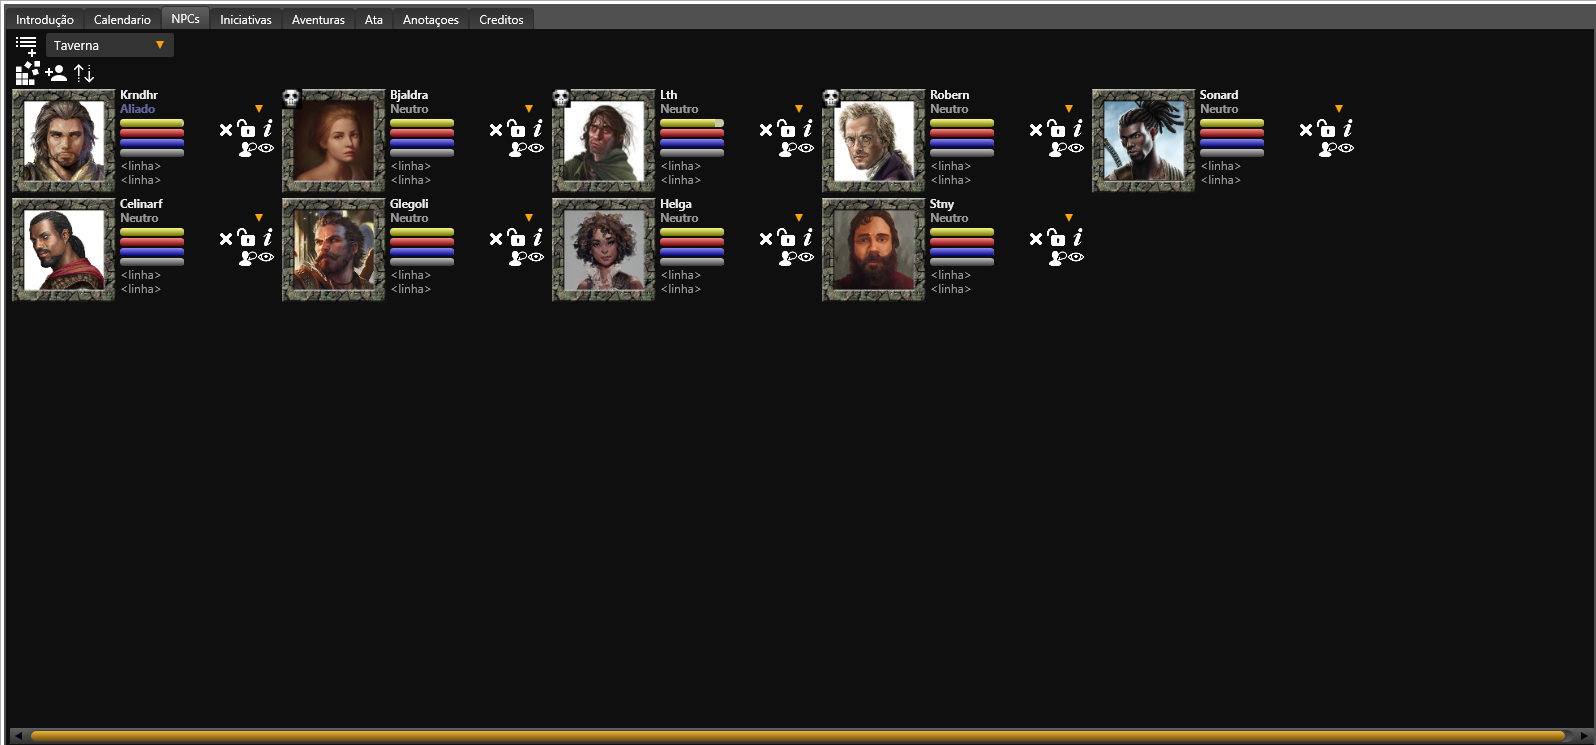 Introdução Calendario NPCs Iniciativas Aventuras Ata Anotaçoes Creditos
Taverna
Krndhr Bjaldra Lth Robern Sonard
Aliado Neutro Neutro Neutro Neutro
<linha> <linha> <linha> <linha> <linha>
<linha> <linha> <linha> <linha> <linha>
Celinarf Glegoli Helga Stny
Neutro Neutro Neutro Neutro
<linha> <linha> <linha> <linha>
<linha> <linha> <linha> <linha>